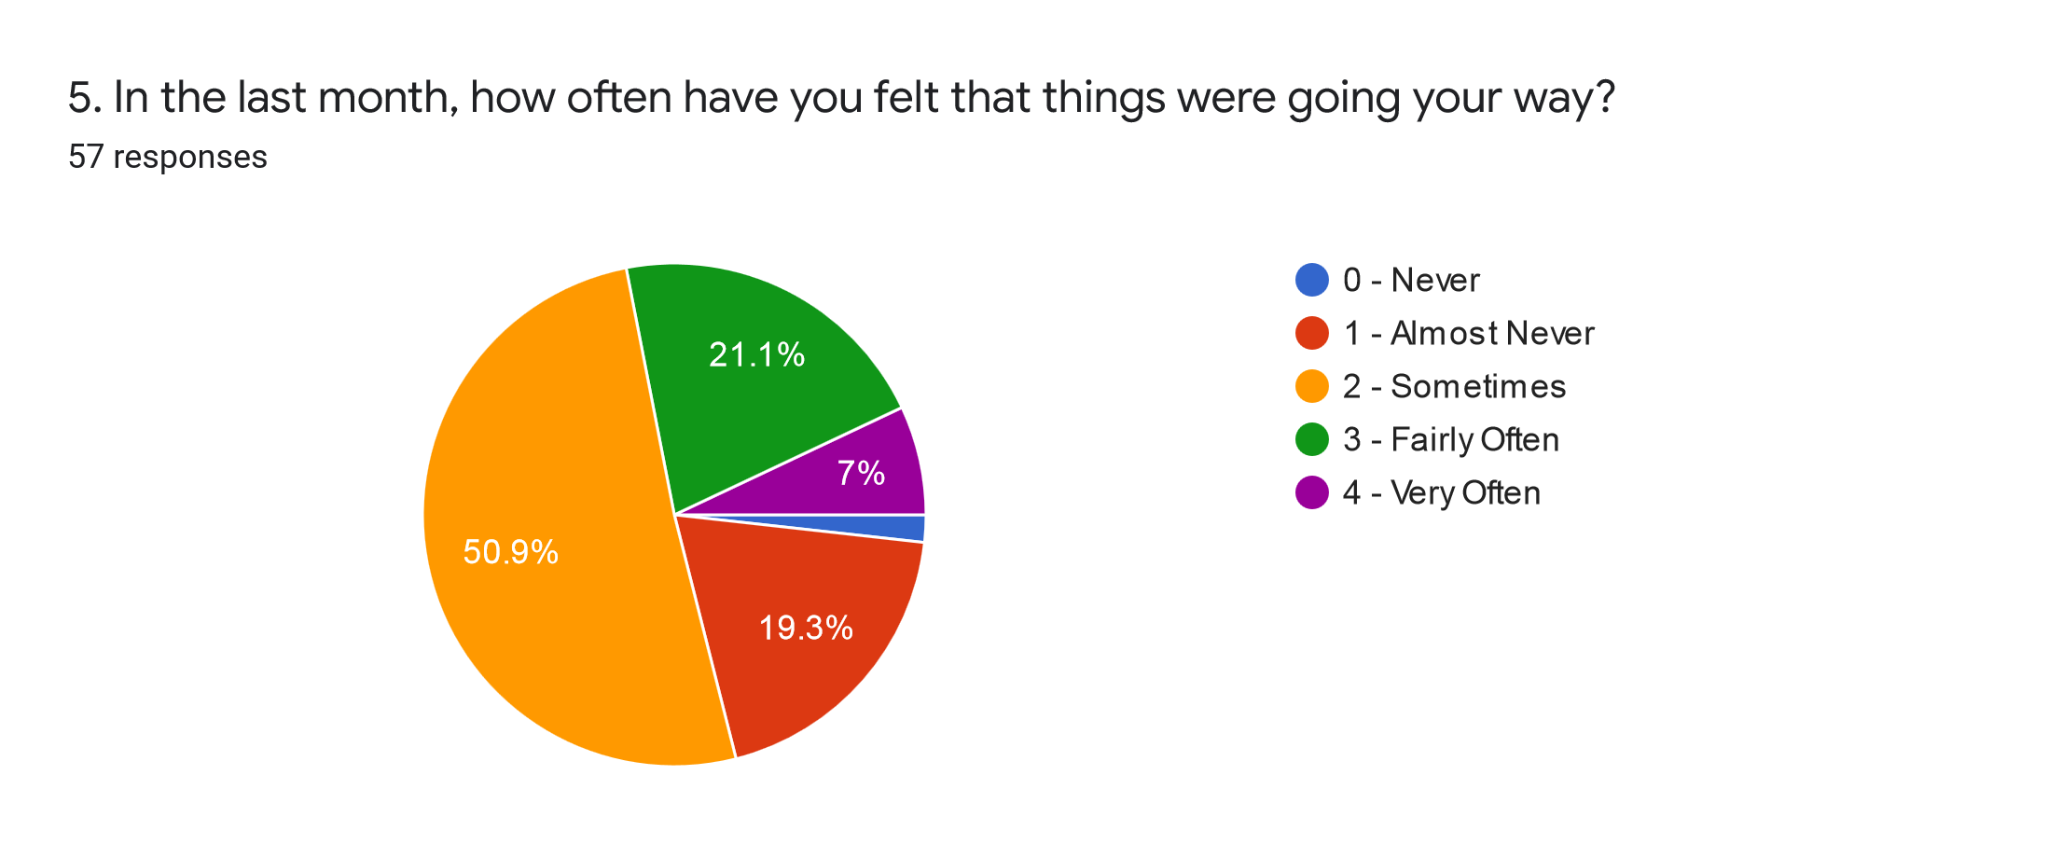 5. In the last month, how often have you felt that things were going your way?
57 responses
21.1%
7%
50.9%
19.3%
0 - Never
1 - Almost Never
2 - Sometimes
3 - Fairly Often
4 - Very Often